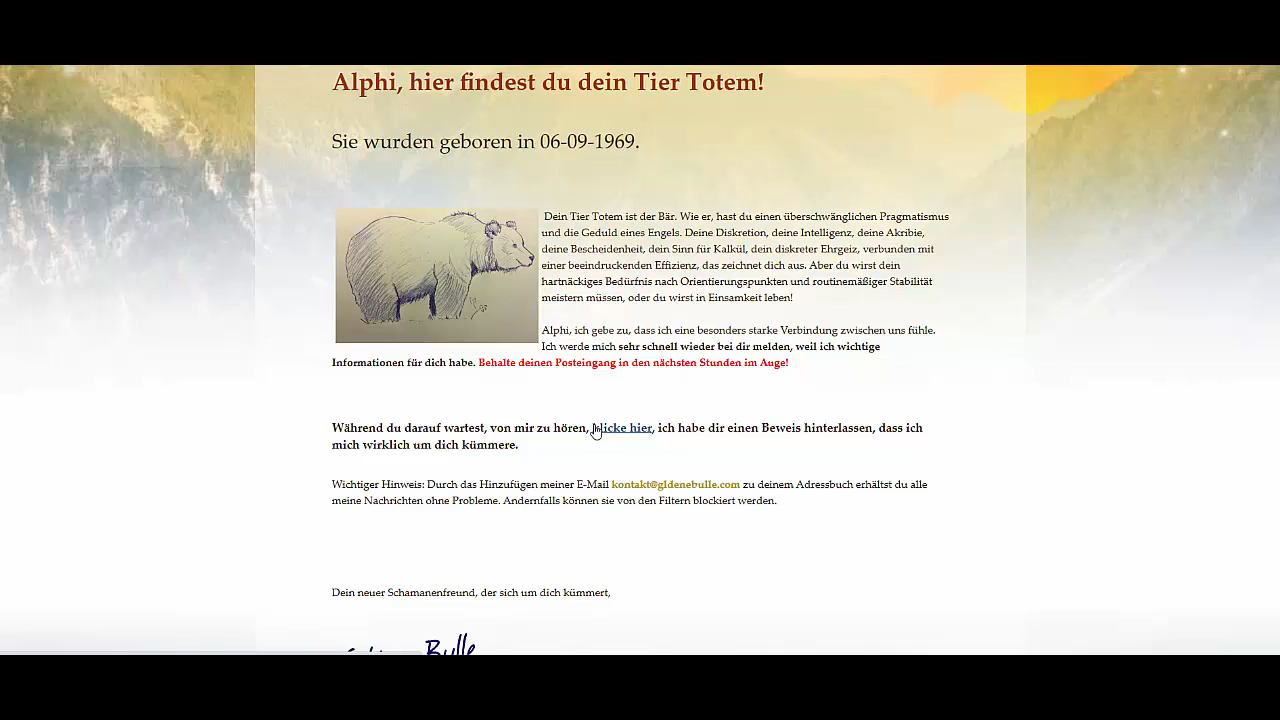 Alphi, hier findest du dein Tier Totem!
Sie wurden geboren in 06-09-1969.
Dein Tier Totem ist der Bär. Wie er, hast du einen überschwänglichen Pragmatismus
und die Geduld eines Engels. Deine Diskretion, deine Intelligenz, deine Akribie,
deine Bescheidenheit, dein Sinn für Kalkül, dein diskreter Ehrgeiz, verbunden mit
einer beeindruckenden Effizienz, das zeichnet dich aus. Aber du wirst dein
hartnäckiges Bedürfnis nach Orientierungspunkten und routinemäßiger Stabilität
meistern müssen, oder du wirst in Einsamkeit leben!
Alphi, ich gebe zu, dass ich eine besonders starke Verbindung zwischen uns fühle.
Ich werde mich sehr schnell wieder bei dir melden, weil ich wichtige
Informationen für dich habe. Behalte deinen Posteingang in den nächsten Stunden im Auge!
Während du darauf wartest, von mir zu hören, klicke hier, ich habe dir einen Beweis hinterlassen, dass ich
mich wirklich um dich kümmere.
Wichtiger Hinweis: Durch das Hinzufügen meiner E-Mail kontakt@gldenebulle.com zu deinem Adressbuch erhältst du alle
meine Nachrichten ohne Probleme. Andernfalls können sie von den Filtern blockiert werden.
Dein neuer Schamanenfreund, der sich um dich kümmert,
Bulle